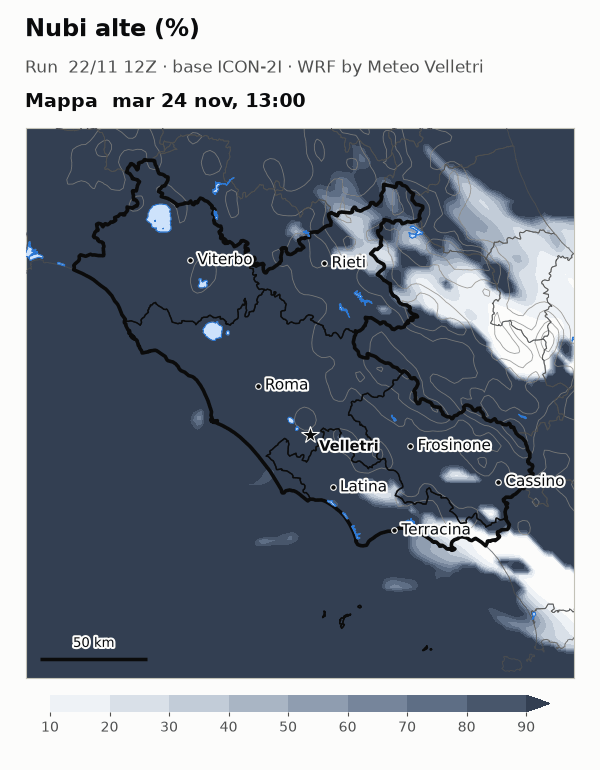 Nubi alte (%)
Run  22/11 12Z · base ICON-2I · WRF by Meteo Velletri
Mappa  mar 24 nov, 13:00
Viterbo
Rieti
Roma
Velletri
Frosinone
Latina
Cassino
Terracina
50 km
10 20 30 40 50 60 70 80 90